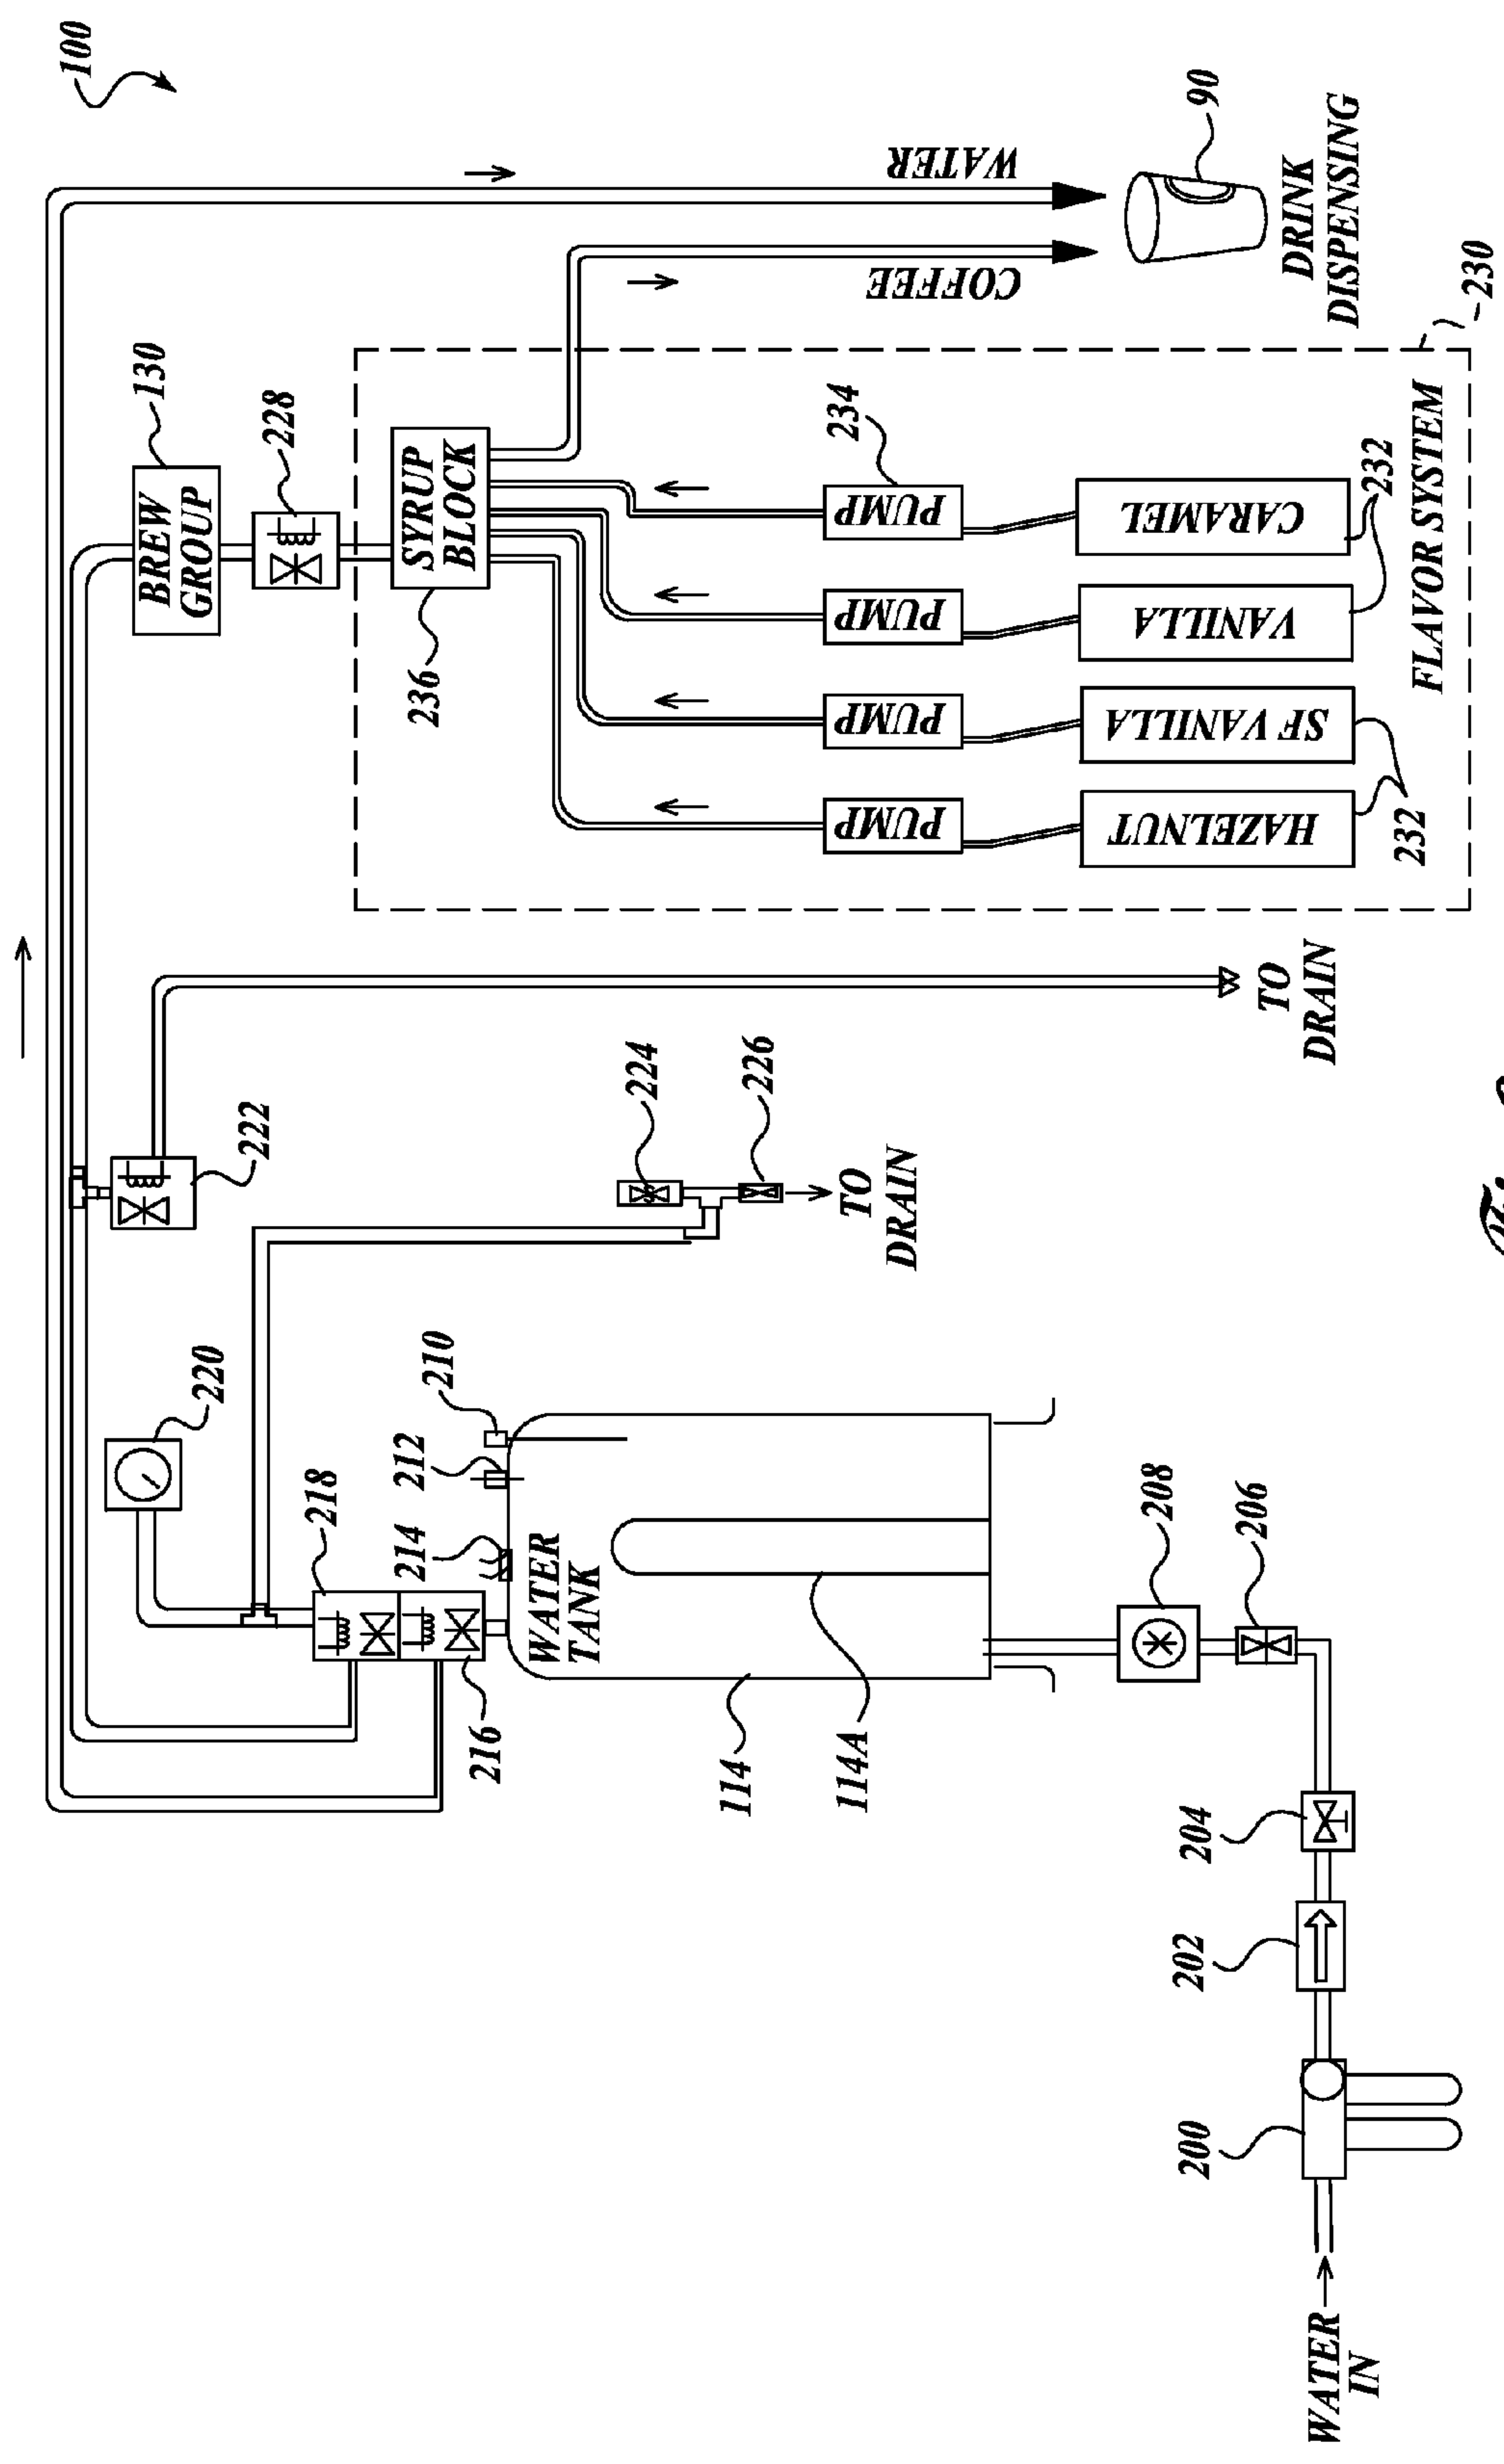 100
WATER
COFFEE
90
DRINK
DISPENSING
130
BREW
GROUP
228
SYRUP
BLOCK
236
234
PUMP
PUMP
PUMP
PUMP
CARAMEL
VANILLA
SF VANILLA
HAZELNUT
232
232
FLAVOR SYSTEM
230
TO
DRAIN
222
224
226
TO
DRAIN
220
218
216
214
212
210
WATER
TANK
114
114A
208
206
204
202
200
WATER
IN